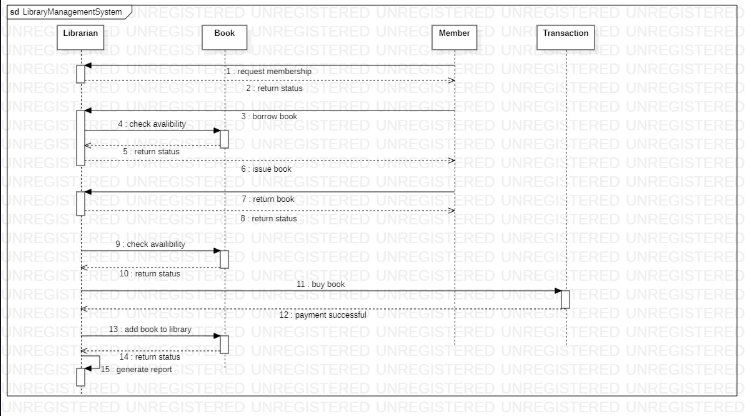 sd LibraryManagementSystem
Librarian
Book
Member
Transaction
1 : request membership
2 : return status
3 : borrow book
4 : check avalibility
5 : return status
6 : issue book
7 : return book
8 : return status
9 : check availibility
10 : return status
11 : buy book
12 : payment successful
13 : add book to library
14 : return status
15 : generate report
UNREGISTERED